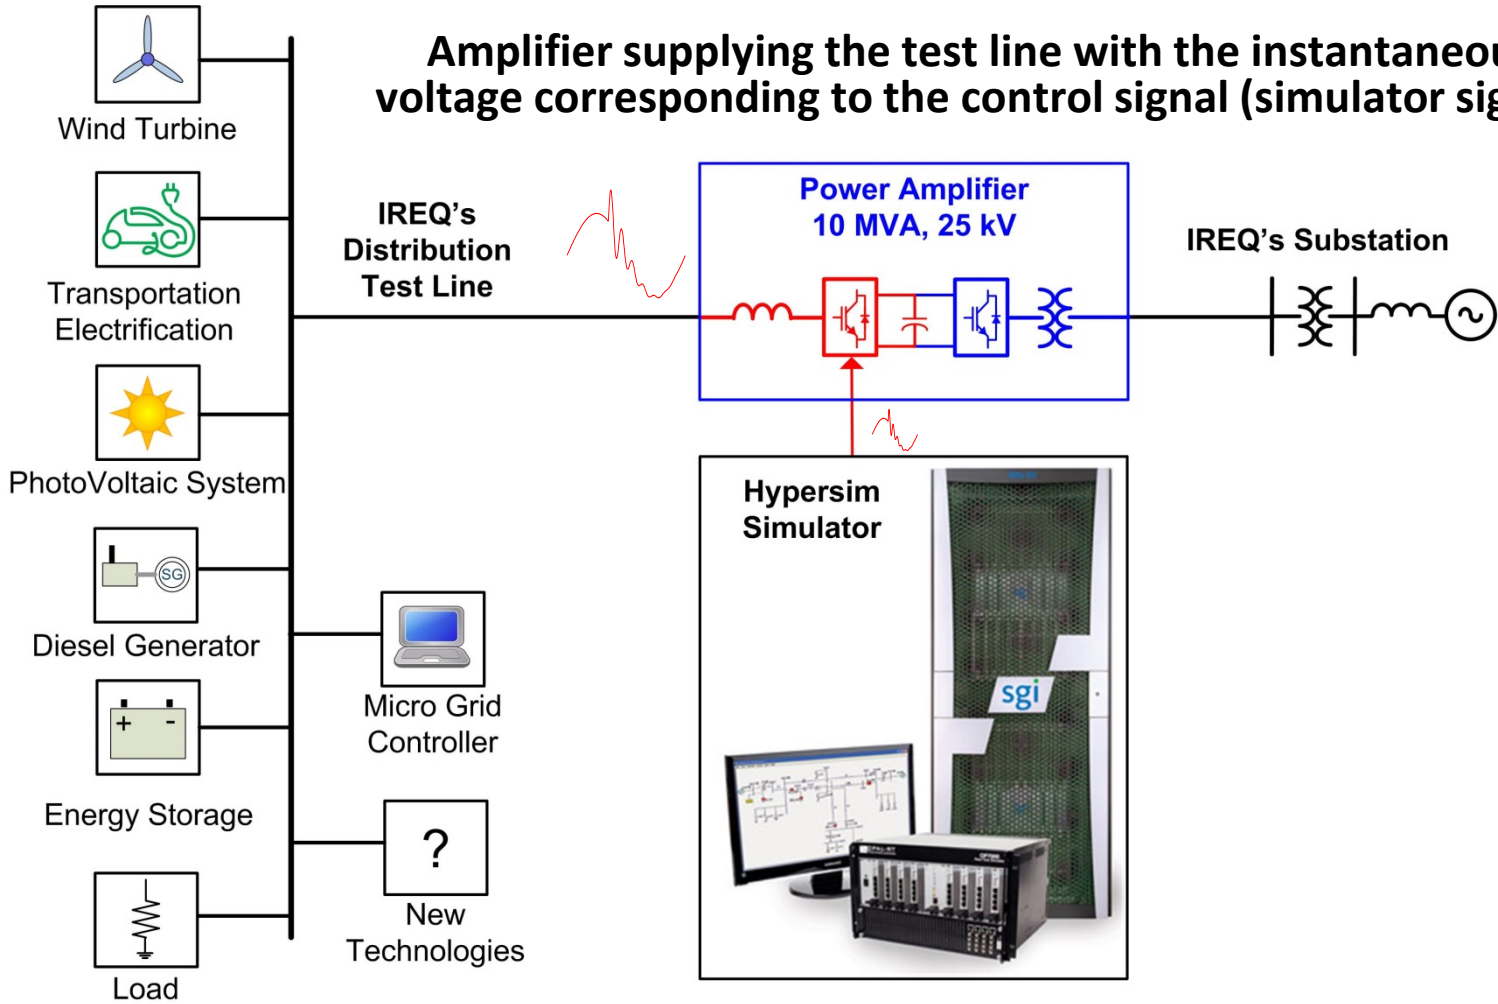 Amplifier supplying the test line with the instantaneou
voltage corresponding to the control signal (simulator sig
Wind Turbine
Transportation
Electrification
PhotoVoltaic System
SG
Diesel Generator
+ -
Energy Storage
Load
IREQ's
Distribution
Test Line
Micro Grid
Controller
?
New
Technologies
Power Amplifier
10 MVA, 25 kV
IREQ's Substation
Hypersim
Simulator
sgi
OPAL-RT